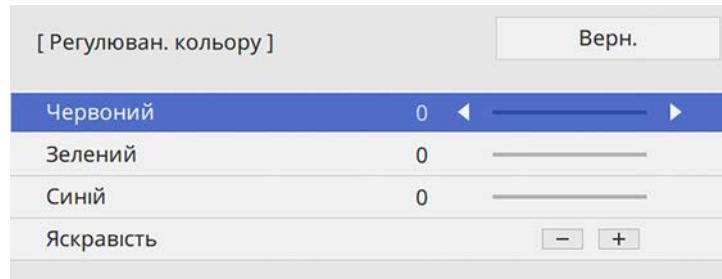 [ Регулюван. кольору ]
Верн.
Червоний 0
Зелений 0
Синій 0
Яскравість − +